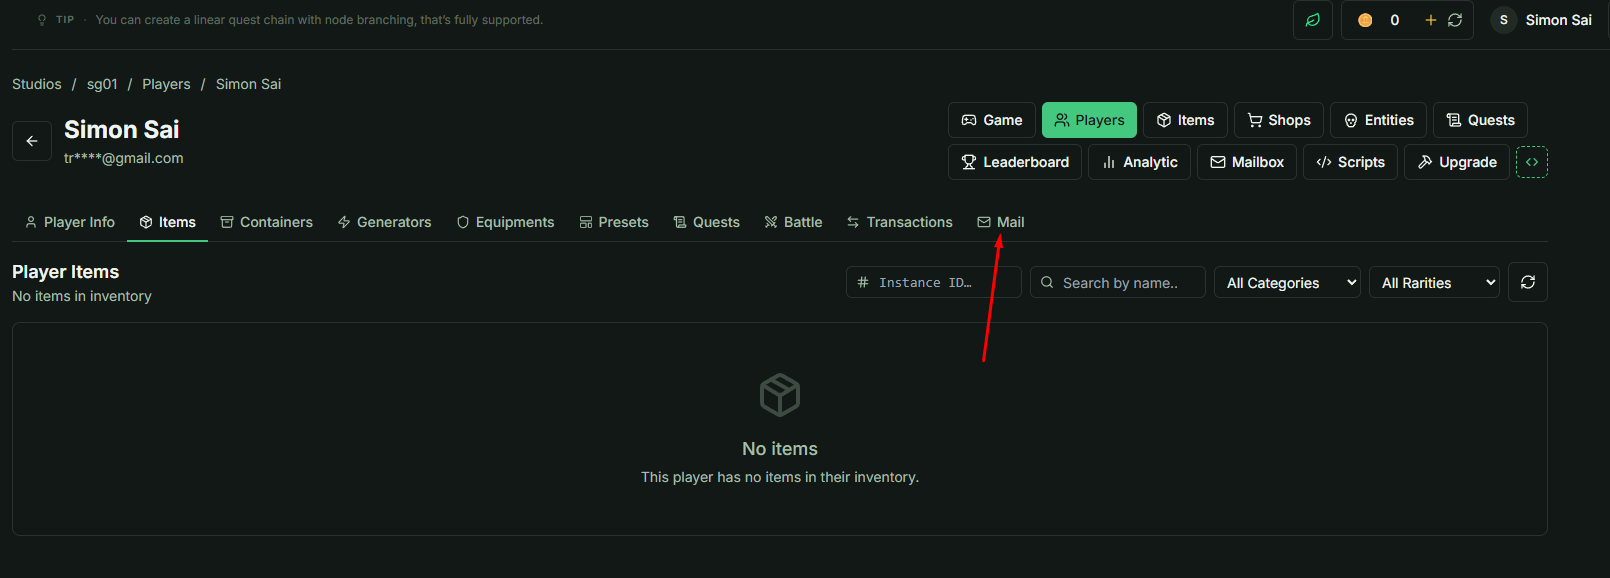 TIP · You can create a linear quest chain with node branching, that's fully supported.
0
S Simon Sai
Studios / sg01 / Players / Simon Sai
Simon Sai
tr****@gmail.com
Game Players Items Shops Entities Quests
Leaderboard Analytic Mailbox Scripts Upgrade
Player Info Items Containers Generators Equipments Presets Quests Battle Transactions Mail
Player Items
No items in inventory
# Instance ID… Search by name.. All Categories All Rarities
No items
This player has no items in their inventory.